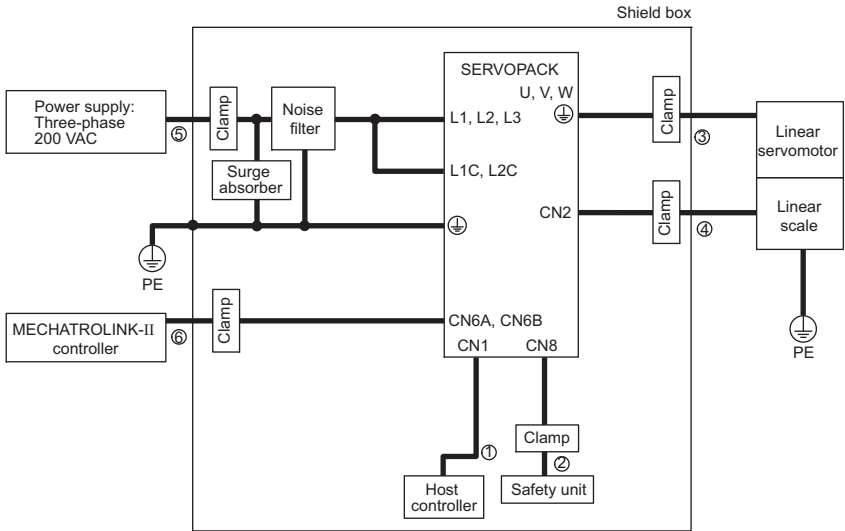 Shield box
Power supply:
Three-phase
200 VAC
⑤
Clamp
Noise
filter
Surge
absorber
PE
SERVOPACK
U, V, W
L1, L2, L3
L1C, L2C
CN2
CN6A, CN6B
CN1
CN8
Clamp
③
Linear
servomotor
Clamp
④
Linear
scale
PE
MECHATROLINK-II
controller
⑥
Clamp
①
Host
controller
Clamp
②
Safety unit